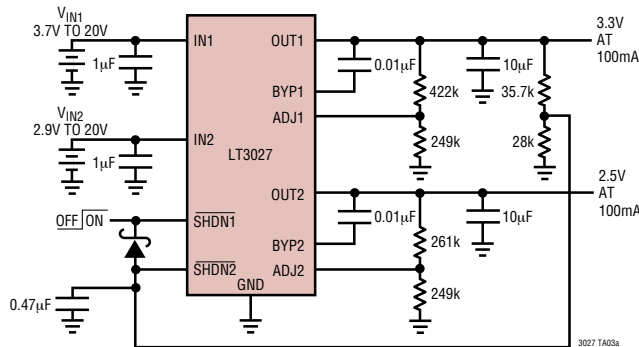 VIN1
3.7V TO 20V
1µF
IN1
OUT1
0.01µF
BYP1
422k
10µF
35.7k
3.3V
AT
100mA
ADJ1
249k
28k
VIN2
2.9V TO 20V
1µF
IN2
LT3027
OUT2
0.01µF
BYP2
261k
10µF
2.5V
AT
100mA
OFF ON
SHDN1
SHDN2
ADJ2
249k
GND
0.47µF
3027 TA03a